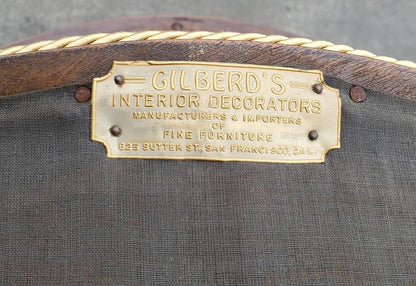 GILBERD'S
INTERIOR DECORATORS
MANUFACTURERS & IMPORTERS
OF
FINE FURNITURE
625 SUTTER ST., SAN FRANCISCO, CAL.